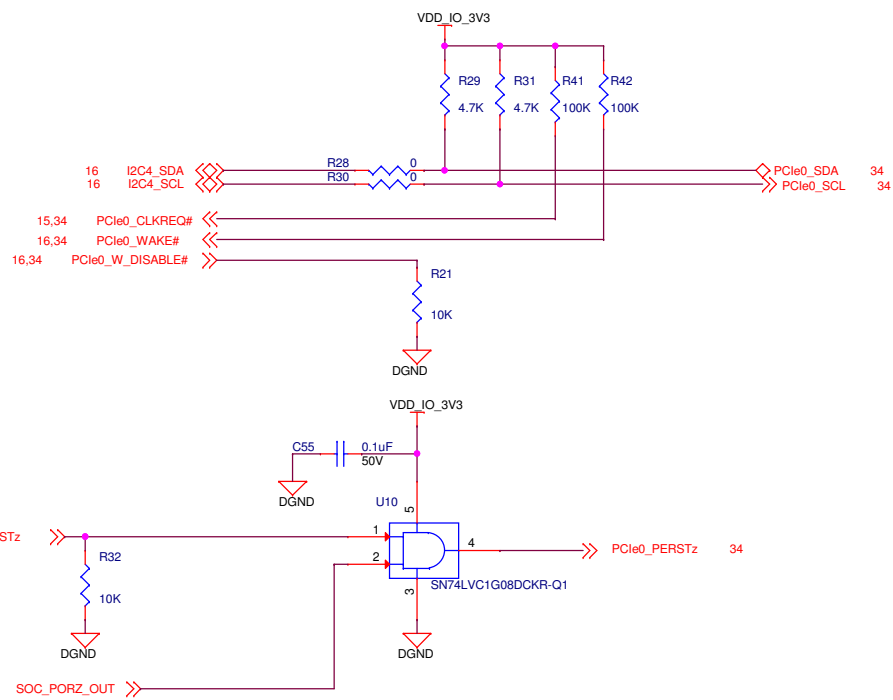 VDD_IO_3V3
R29 R31 R41 R42
4.7K 4.7K 100K 100K
16 I2C4_SDA R28 0 PCIe0_SDA 34
16 I2C4_SCL R30 0 PCIe0_SCL 34
15,34 PCIe0_CLKREQ#
16,34 PCIe0_WAKE#
16,34 PCIe0_W_DISABLE#
R21
10K
DGND
VDD_IO_3V3
C55 0.1uF
50V
DGND
U10
5
STz 1
2
4 PCIe0_PERSTz 34
R32
SN74LVC1G08DCKR-Q1
3
10K
DGND DGND
SOC_PORZ_OUT